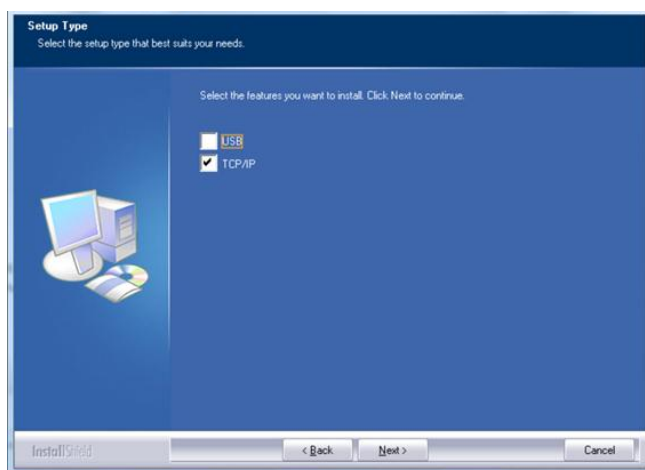 Setup Type
Select the setup type that best suits your needs.
Select the features you want to install. Click Next to continue.
USB
TCP/IP
InstallShield
< Back
Next >
Cancel